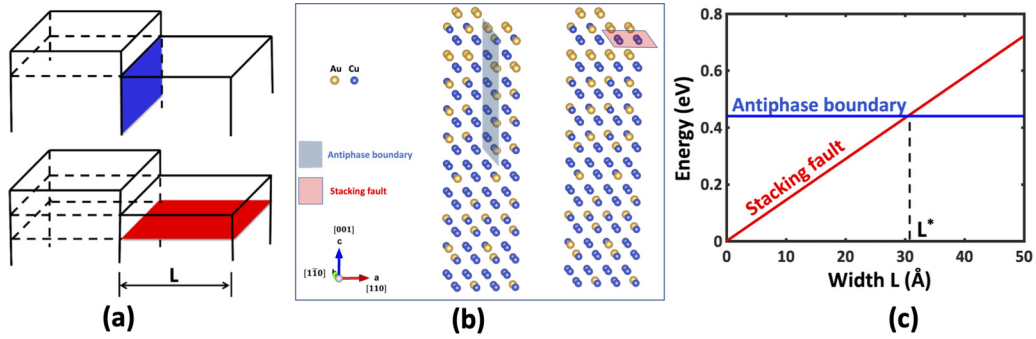 L
(a)
Au Cu
Antiphase boundary
Stacking fault
[001]
c
[11̅0]
a
[110]
(b)
0.8
0.6
0.4
0.2
0
Energy (eV)
Antiphase boundary
Stacking fault
L*
0 10 20 30 40 50
Width L (Å)
(c)